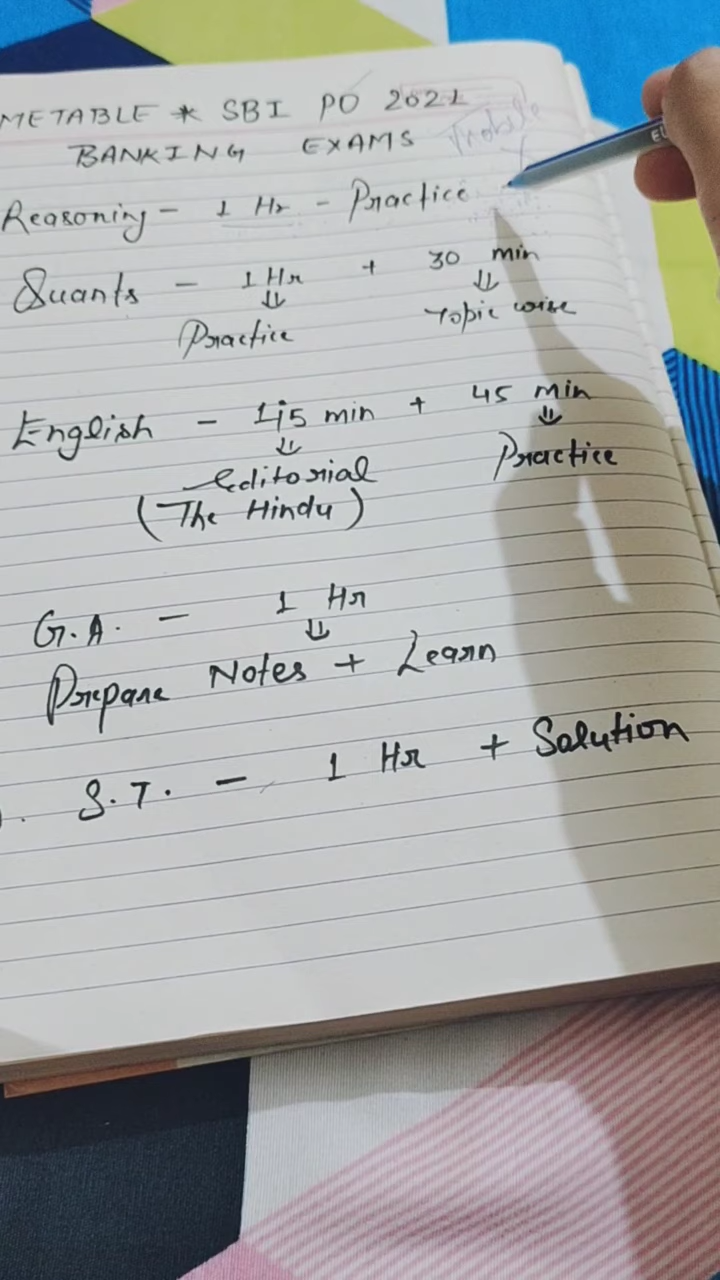 METABLE * SBI PO 2021
BANKING EXAMS
Reasoning - 1 Hr - Practice
Quants - 1 Hr + 30 min
⇓ ⇓
Practice Topic wise
English - 15 min + 45 min
⇓ ⇓
Editorial Practice
(The Hindu)
G.A. - 1 Hr
⇓
Prepare Notes + Learn
S.T. - 1 Hr + Solution